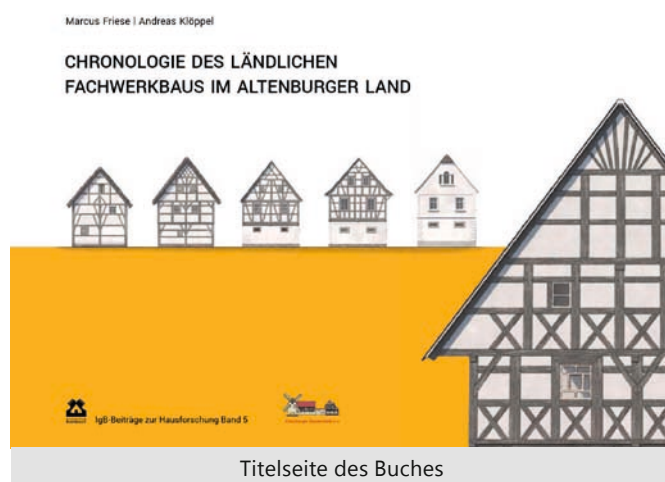 Marcus Friese | Andreas Klöppel
CHRONOLOGIE DES LÄNDLICHEN
FACHWERKBAUS IM ALTENBURGER LAND
IgB-Beiträge zur Hausforschung Band 5
Titelseite des Buches